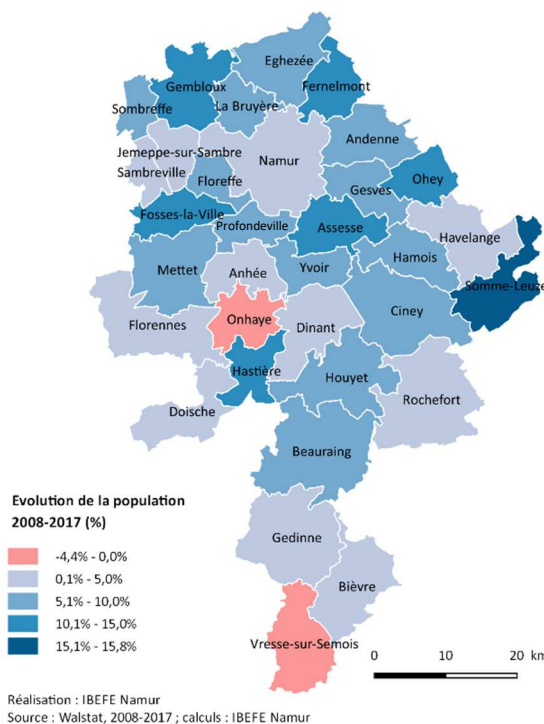 Eghezée
Gembloux
Fernelmont
Sombreffe
La Bruyère
Andenne
Jemeppe-sur-Sambre
Namur
Sambreville
Floreffe
Gesvès
Ohey
Fosses-la-Ville
Profondeville
Assesse
Havelange
Mettet
Anhée
Yvoir
Hamois
Somme-Leuze
Florennes
Onhaye
Dinant
Ciney
Hastière
Houyet
Rochefort
Doische
Beauraing
Evolution de la population
2008-2017 (%)
-4,4% - 0,0%
0,1% - 5,0%
5,1% - 10,0%
10,1% - 15,0%
15,1% - 15,8%
Gedinne
Bièvre
Vresse-sur-Semois
0 10 20 km
Réalisation : IBEFE Namur
Source : Walstat, 2008-2017 ; calculs : IBEFE Namur